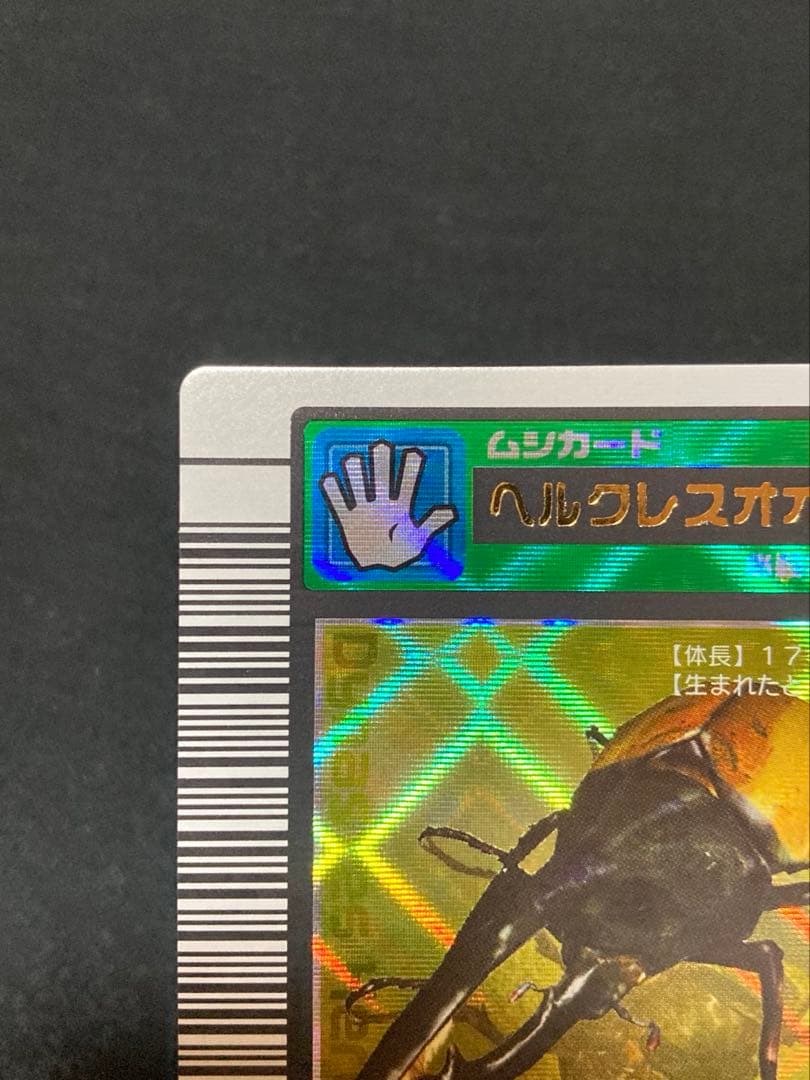 ムシカード
ヘルクレスオオ
【体長】１７
【生まれたと